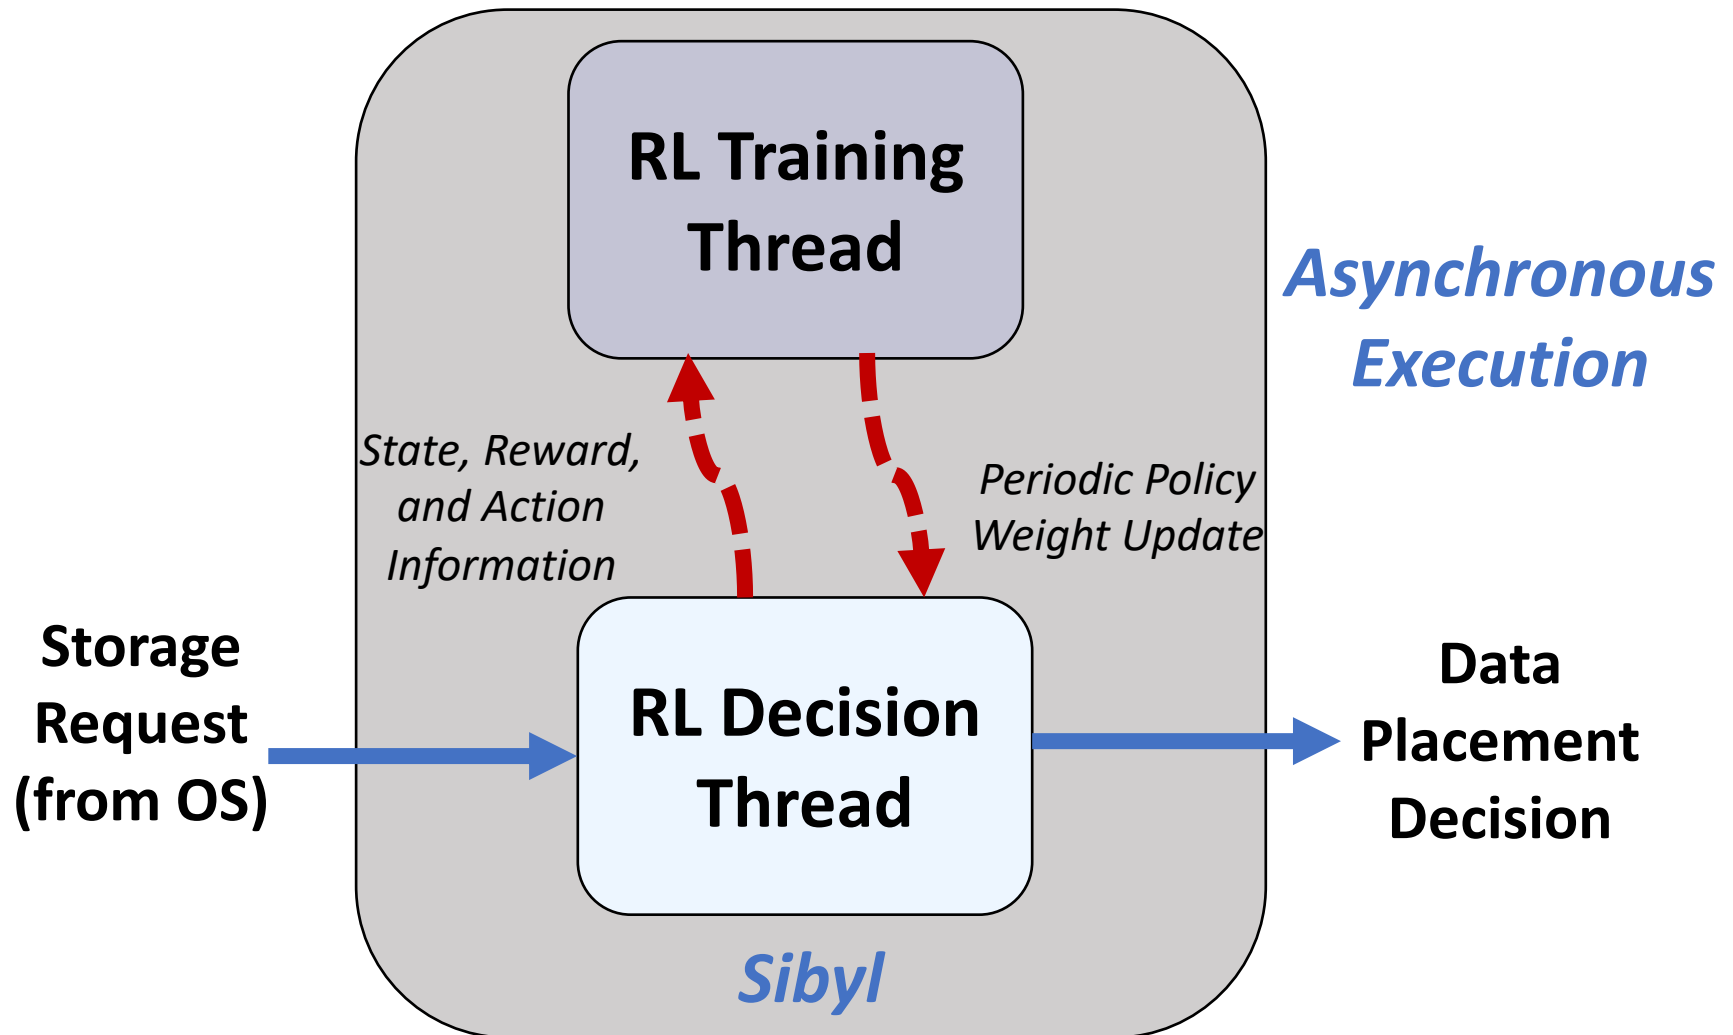 RL Training
Thread
Asynchronous
Execution
State, Reward,
and Action
Information
Periodic Policy
Weight Update
Storage
Request
(from OS)
RL Decision
Thread
Data
Placement
Decision
Sibyl